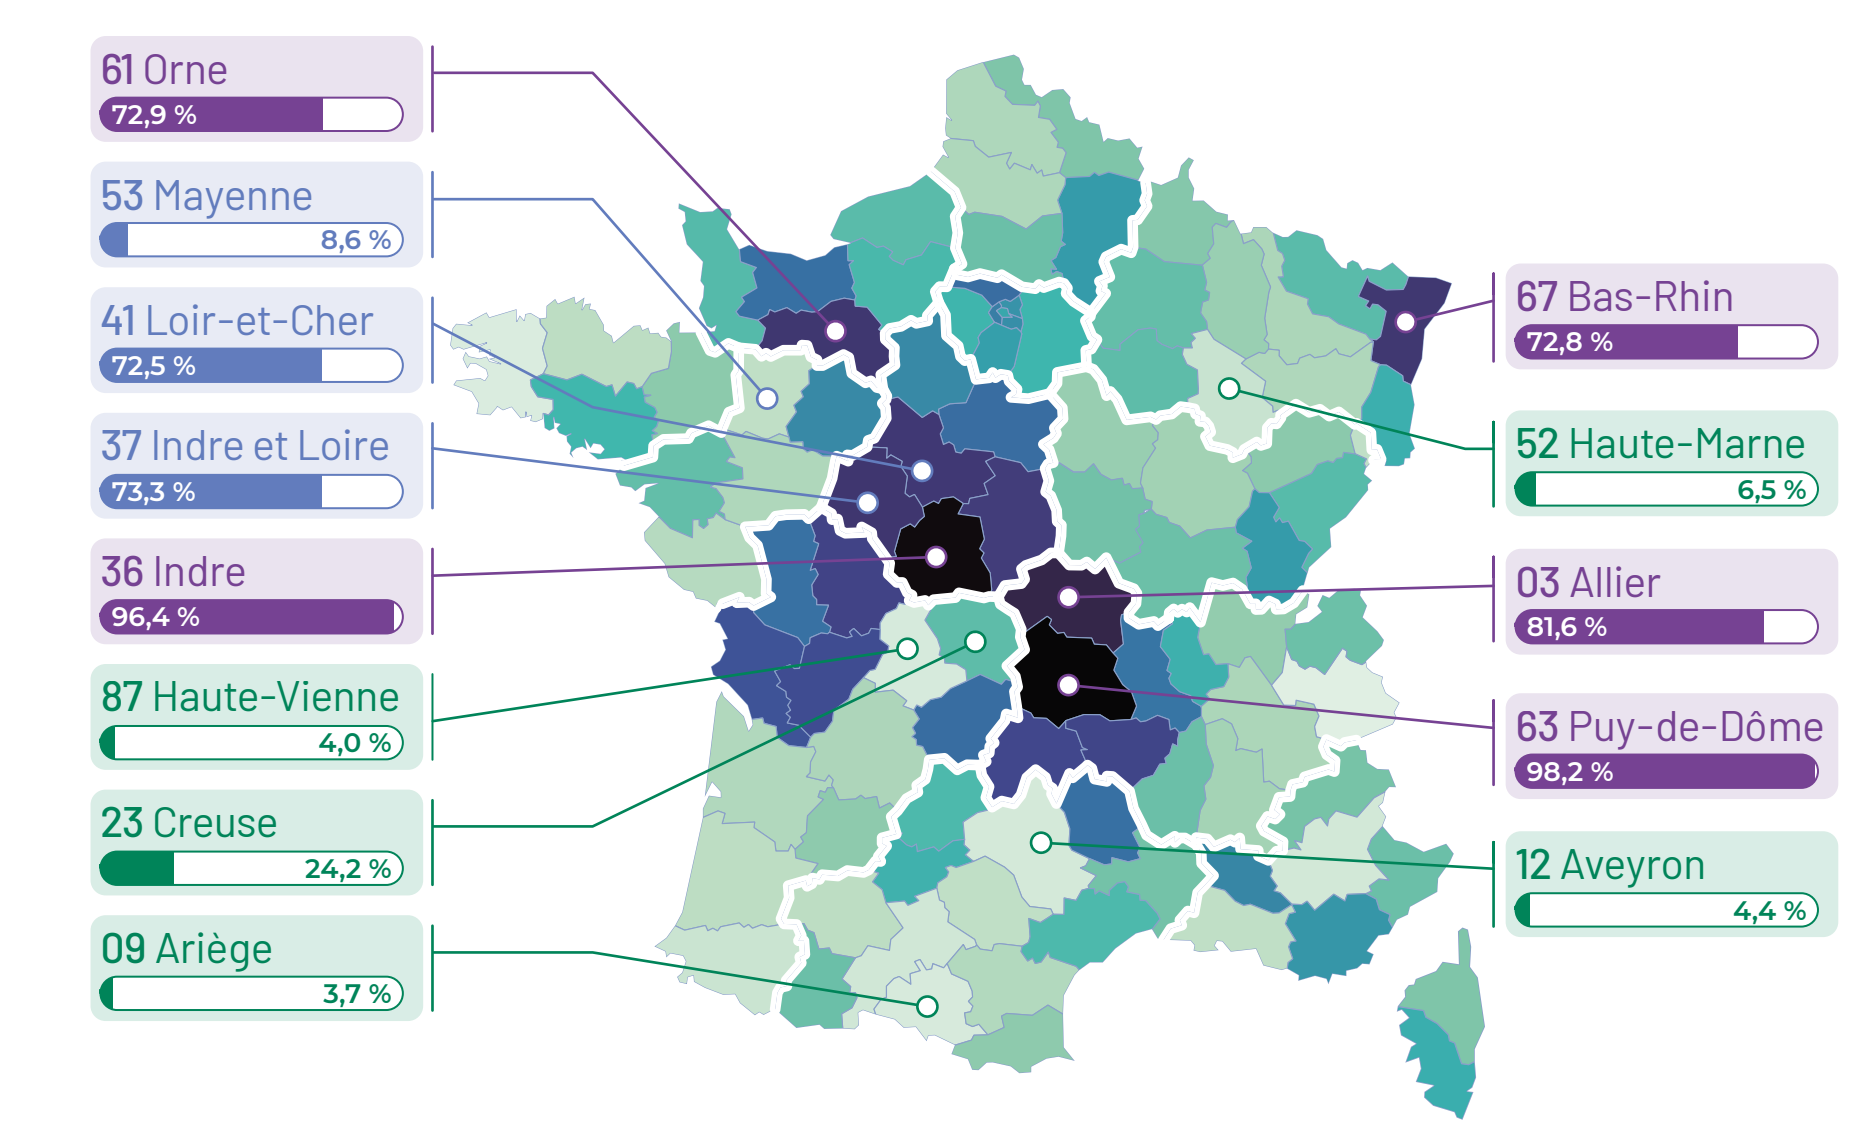 61 Orne
72,9 %
53 Mayenne
8,6 %
41 Loir-et-Cher
72,5 %
37 Indre et Loire
73,3 %
36 Indre
96,4 %
87 Haute-Vienne
4,0 %
23 Creuse
24,2 %
09 Ariège
3,7 %
67 Bas-Rhin
72,8 %
52 Haute-Marne
6,5 %
03 Allier
81,6 %
63 Puy-de-Dôme
98,2 %
12 Aveyron
4,4 %